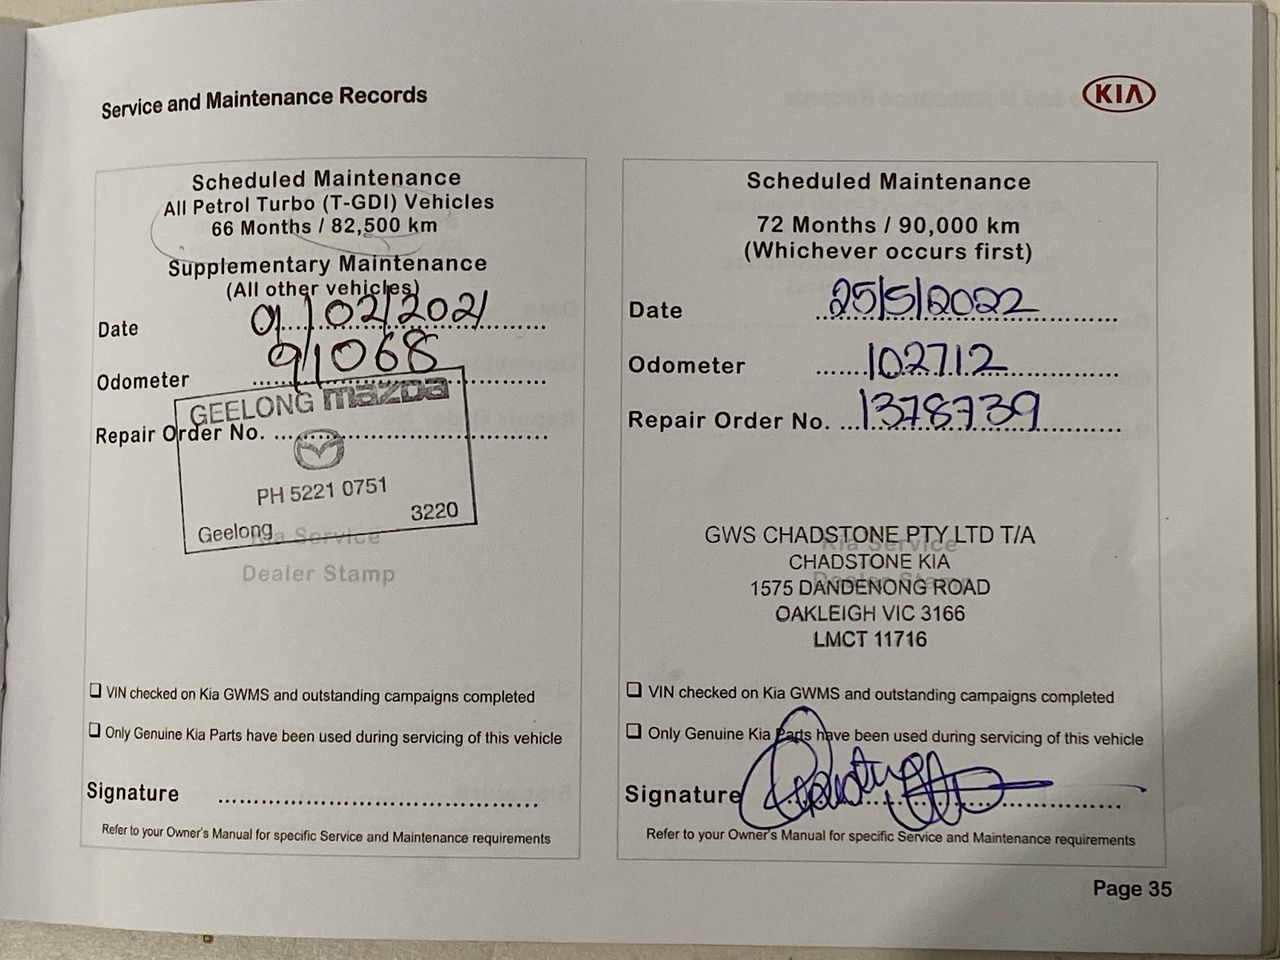 Service and Maintenance Records
KIA
Scheduled Maintenance
All Petrol Turbo (T-GDI) Vehicles
66 Months / 82,500 km
Supplementary Maintenance
(All other vehicles)
Date 9/02/2021
Odometer 91068
Repair Order No.
GEELONG mazda
PH 5221 0751
Geelong 3220
Kia Service
Dealer Stamp
❑ VIN checked on Kia GWMS and outstanding campaigns completed
❑ Only Genuine Kia Parts have been used during servicing of this vehicle
Signature
Refer to your Owner's Manual for specific Service and Maintenance requirements
Scheduled Maintenance
72 Months / 90,000 km
(Whichever occurs first)
Date 25/5/2022
Odometer 102712
Repair Order No. 1378739
GWS CHADSTONE PTY LTD T/A
Kia Service
CHADSTONE KIA
Dealer Stamp
1575 DANDENONG ROAD
OAKLEIGH VIC 3166
LMCT 11716
❑ VIN checked on Kia GWMS and outstanding campaigns completed
❑ Only Genuine Kia Parts have been used during servicing of this vehicle
Signature
Refer to your Owner's Manual for specific Service and Maintenance requirements
Page 35